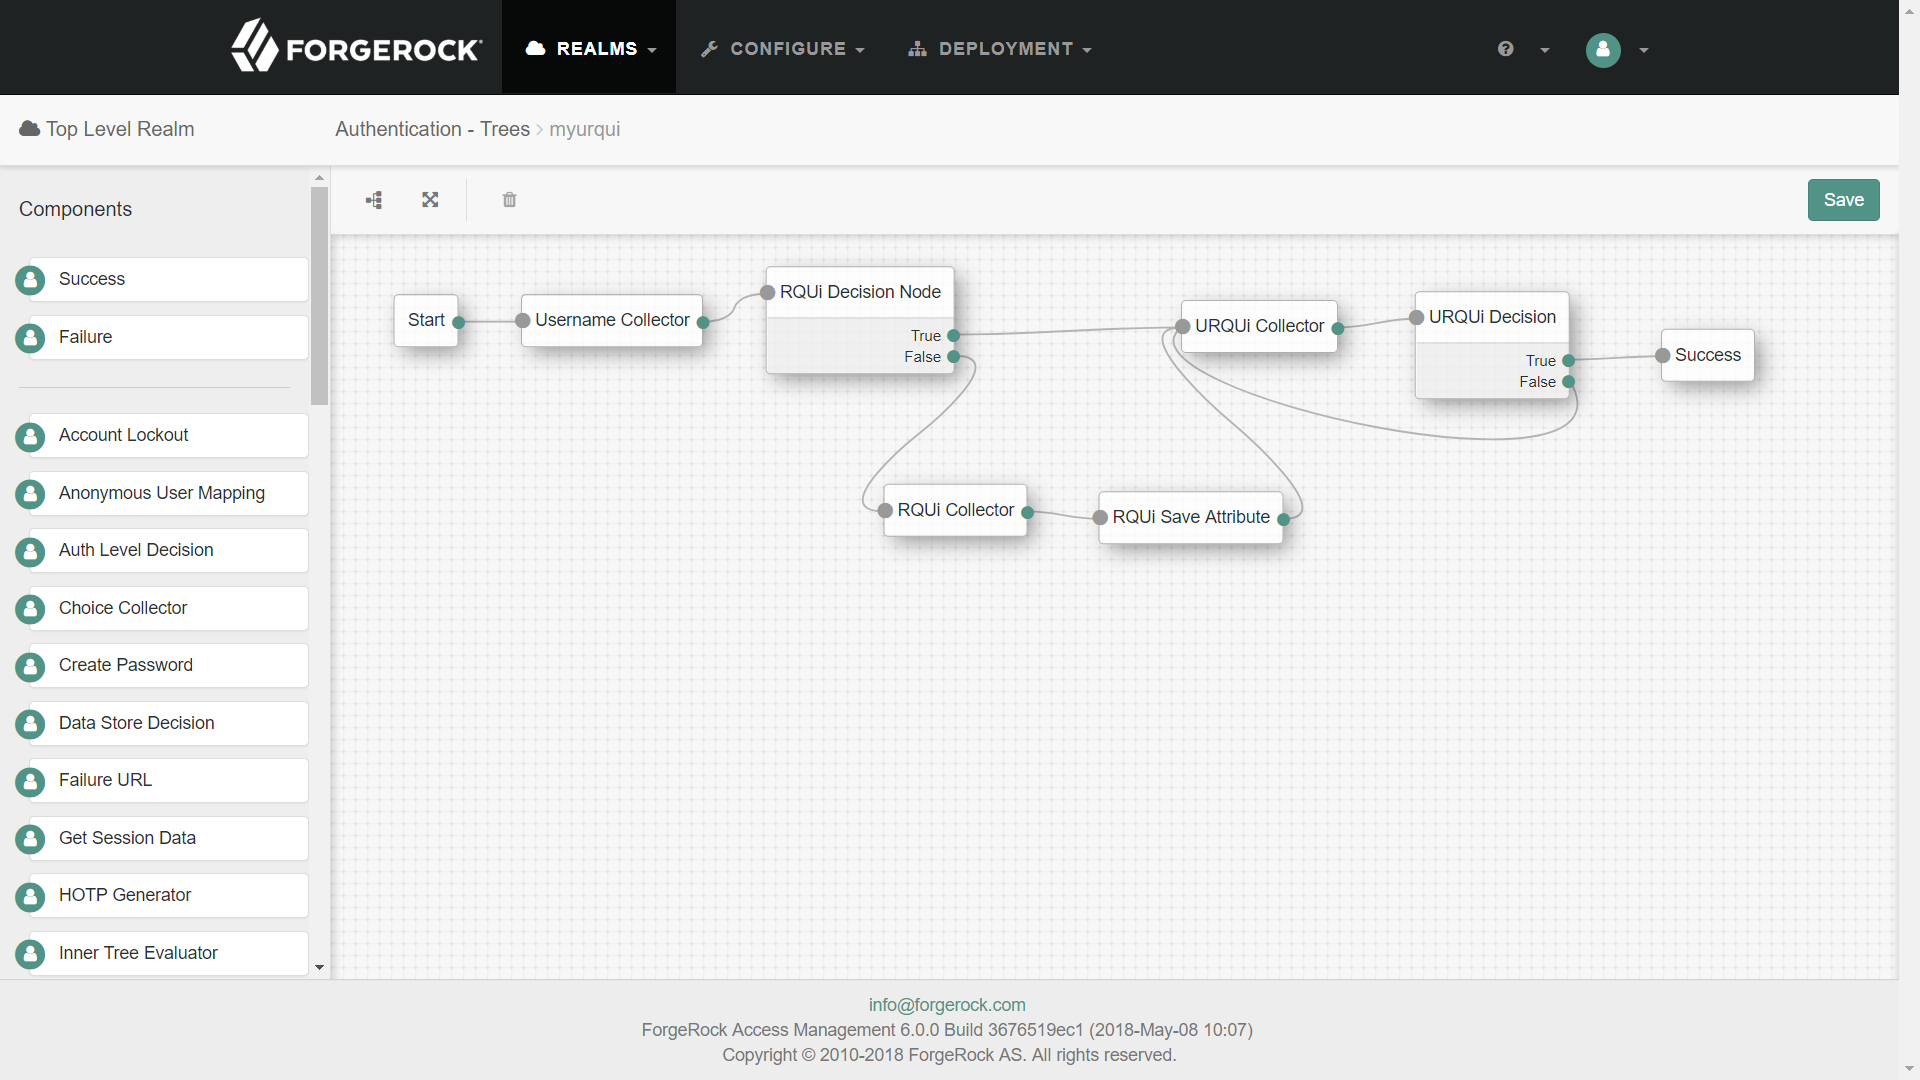 FORGEROCK REALMS CONFIGURE DEPLOYMENT
Top Level Realm Authentication - Trees myurqui
Components
Success
Failure
Account Lockout
Anonymous User Mapping
Auth Level Decision
Choice Collector
Create Password
Data Store Decision
Failure URL
Get Session Data
HOTP Generator
Inner Tree Evaluator
Save
Start
Username Collector
RQUi Decision Node
True
False
URQUi Collector
URQUi Decision
True
False
Success
RQUi Collector
RQUi Save Attribute
info@forgerock.com
ForgeRock Access Management 6.0.0 Build 3676519ec1 (2018-May-08 10:07)
Copyright © 2010-2018 ForgeRock AS. All rights reserved.